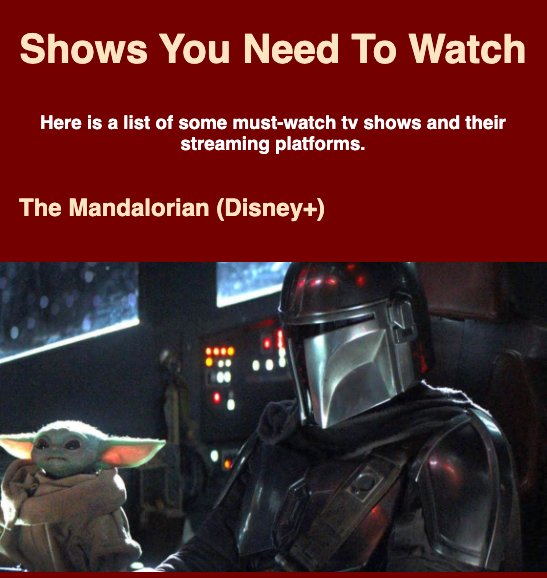 Shows You Need To Watch
Here is a list of some must-watch tv shows and their
streaming platforms.
The Mandalorian (Disney+)